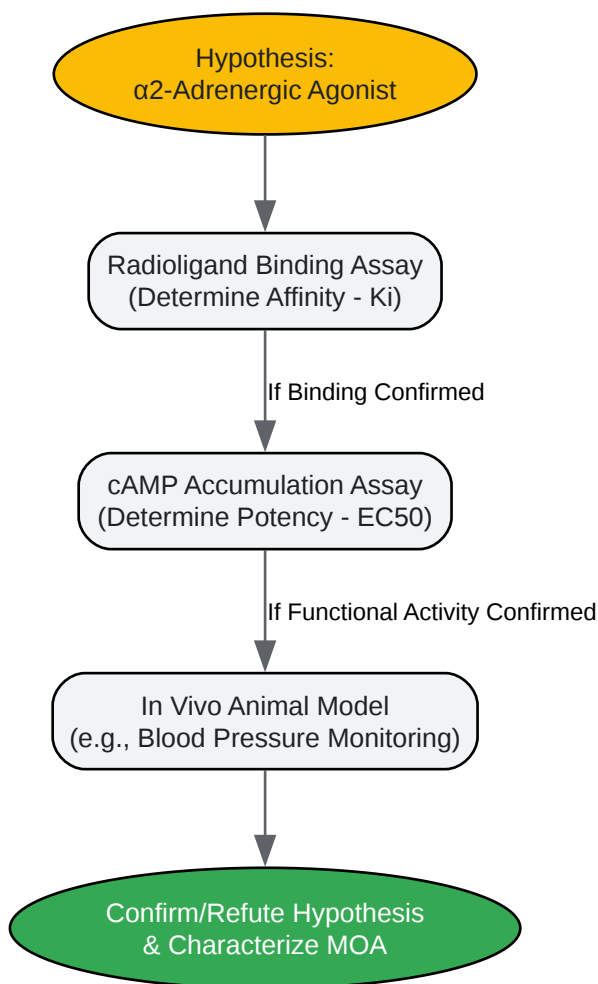 Hypothesis:
α2-Adrenergic Agonist
Radioligand Binding Assay
(Determine Affinity - Ki)
If Binding Confirmed
cAMP Accumulation Assay
(Determine Potency - EC50)
If Functional Activity Confirmed
In Vivo Animal Model
(e.g., Blood Pressure Monitoring)
Confirm/Refute Hypothesis
& Characterize MOA